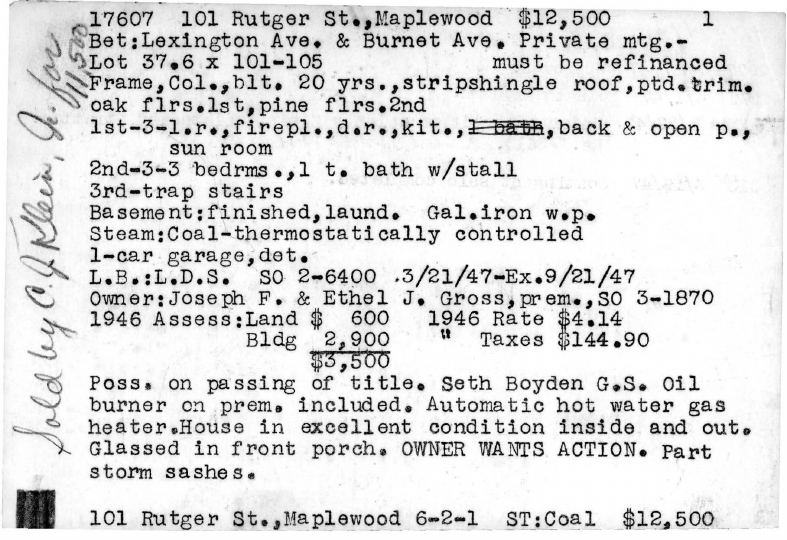 17607 101 Rutger St.,Maplewood $12,500 1
Bet:Lexington Ave. & Burnet Ave. Private mtg.-
Lot 37.6 x 101-105 must be refinanced
Frame,Col.,blt. 20 yrs.,stripshingle roof,ptd.trim.
oak flrs.1st,pine flrs.2nd
1st-3-l.r.,firepl.,d.r.,kit.,1 bath,back & open p.,
sun room
2nd-3-3 bedrms.,1 t. bath w/stall
3rd-trap stairs
Basement:finished,laund. Gal.iron w.p.
Steam:Coal-thermostatically controlled
1-car garage,det.
L.B.:L.D.S. SO 2-6400 .3/21/47-Ex.9/21/47
Owner:Joseph F. & Ethel J. Gross,prem.,SO 3-1870
1946 Assess:Land $ 600 1946 Rate $4.14
Bldg 2,900 " Taxes $144.90
$3,500
Poss. on passing of title. Seth Boyden G.S. Oil
burner on prem. included. Automatic hot water gas
heater.House in excellent condition inside and out.
Glassed in front porch. OWNER WANTS ACTION. Part
storm sashes.
101 Rutger St.,Maplewood 6-2-1 ST:Coal $12,500
Sold by C. J. Klein, Jr. for
11,500